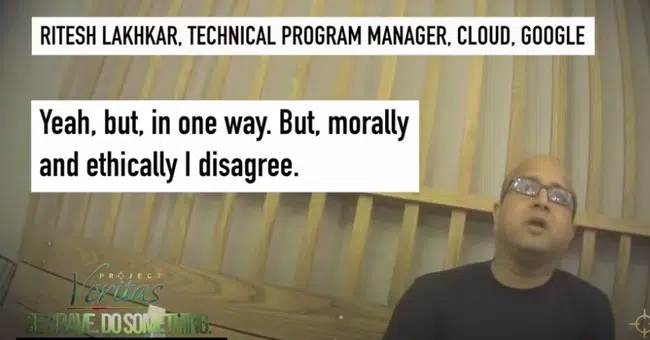 RITESH LAKHKAR, TECHNICAL PROGRAM MANAGER, CLOUD, GOOGLE
Yeah, but, in one way. But, morally
and ethically I disagree.
PROJECT
Veritas
BE BRAVE. DO SOMETHING.